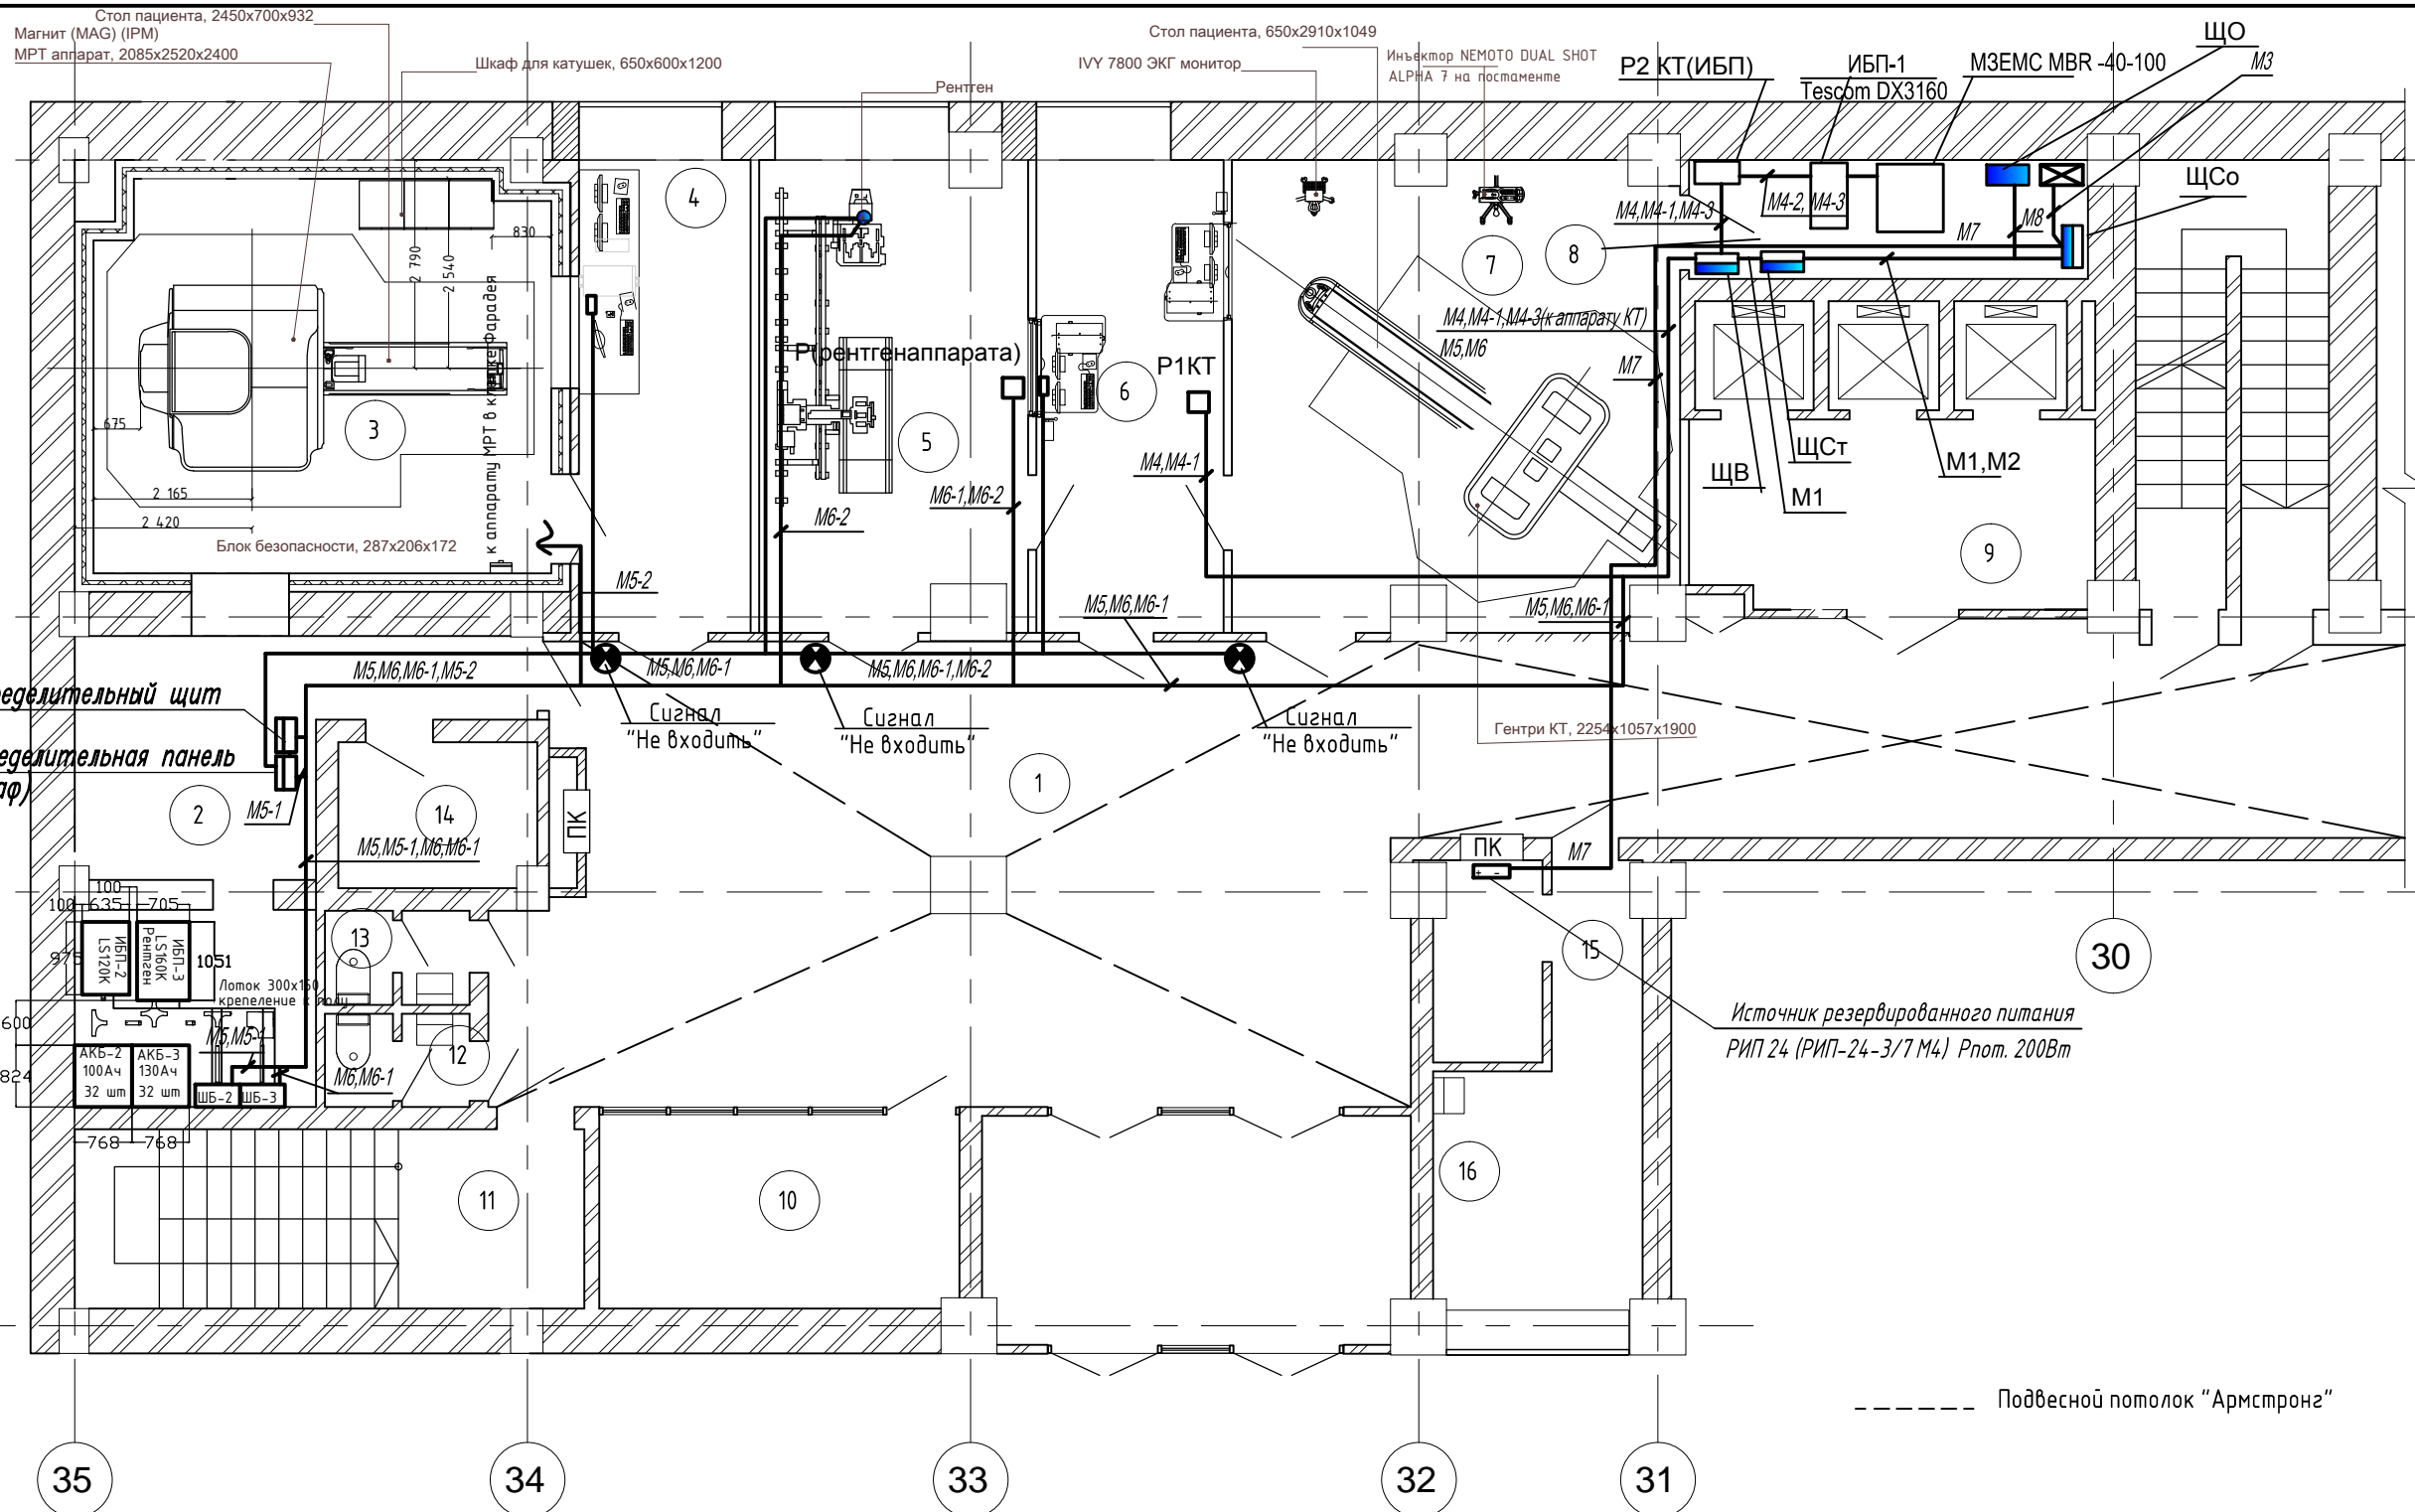 Стол пациента, 2450x700x932
Магнит (MAG) (IPM)
МРТ аппарат, 2085x2520x2400
Шкаф для катушек, 650x600x1200
Рентген
Стол пациента, 650x2910x1049
IVY 7800 ЭКГ монитор
Инъектор NEMOTO DUAL SHOT
ALPHA 7 на постаменте
Р2 КТ(ИБП)
ИБП-1
Tescom DX3160
МЗЕМС MBR -40-100
ЩО
М3
ЩСо
М4,М4-1,М4-3
М4-2, М4-3
М8
М7
4
7
8
830
2 790
2 540
к аппарату МРТ в клетке Фарадея
675
3
2 165
2 420
Блок безопасности, 287x206x172
Р(рентгенаппарата)
5
6
Р1КТ
М4,М4-1,М4-3(к аппарату КТ)
М5,М6
М7
М4,М4-1
М6-1,М6-2
М6-2
М5-2
ЩВ
ЩСт
М1
М1,М2
9
М5,М6,М6-1
М5,М6,М6-1
М5,М6,М6-1,М5-2
М5,М6,М6-1
М5,М6,М6-1,М6-2
еделительный щит
еделительная панель
аф)
Сигнал
"Не входить"
Сигнал
"Не входить"
Сигнал
"Не входить"
Гентри КТ, 2254x1057x1900
1
2
М5-1
14
ПК
М5,М5-1,М6,М6-1
ПК
М7
+ -
100
100
635
705
975
ИБП-2
LS120K
ИБП-3
LS160K
Рентген
1051
13
Лоток 300x150
крепеление к полу
600
М5,М5-1
12
824
АКБ-2
100Ач
32 шт
АКБ-3
130Ач
32 шт
ШБ-2
ШБ-3
М6,М6-1
768
768
15
30
Источник резервированного питания
РИП 24 (РИП-24-3/7 М4) Рпот. 200Вт
11
10
16
Подвесной потолок "Армстронг"
35
34
33
32
31